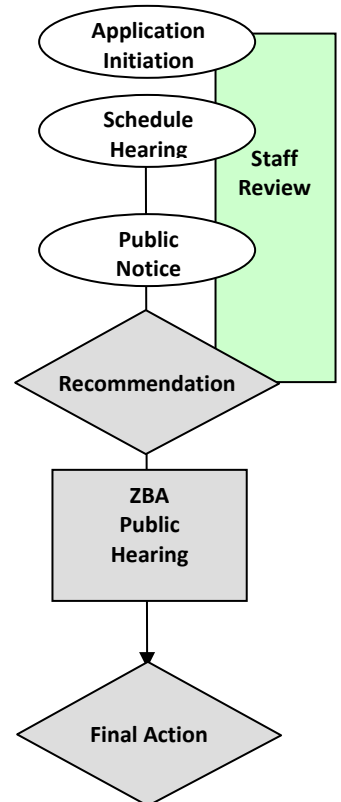 Application
Initiation
Schedule
Hearing
Staff
Review
Public
Notice
Recommendation
ZBA
Public
Hearing
Final Action